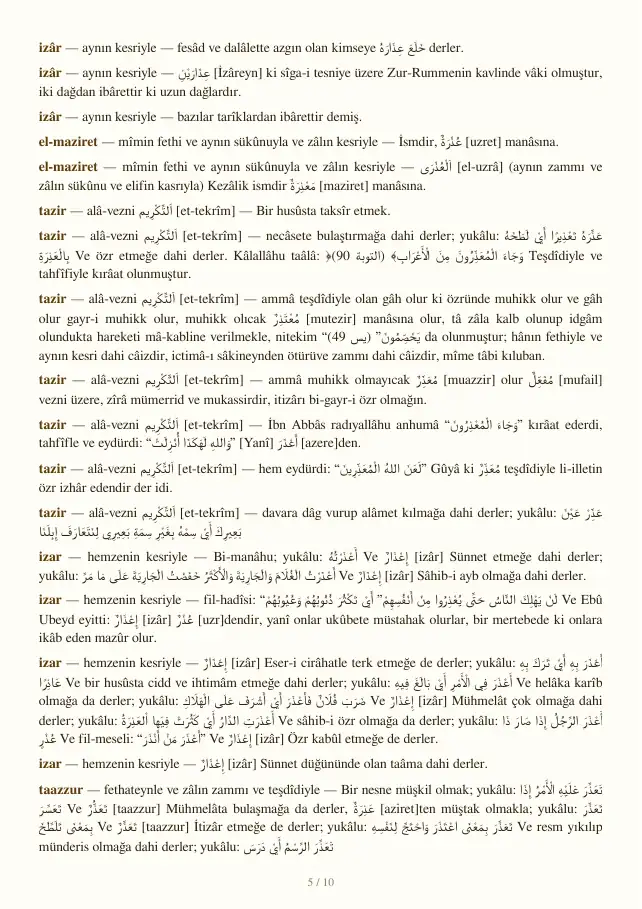 izâr — aynın kesriyle — fesâd ve dalâlette azgın olan kimseye خَلَعَ عِذَارَهُ derler.
izâr — aynın kesriyle — عِذَارَيْنِ [İzâreyn] ki sîga-i tesniye üzere Zur-Rummenin kavlinde vâki olmuştur,
iki dağdan ibârettir ki uzun dağlardır.
izâr — aynın kesriyle — bazılar tarîklardan ibârettir demiş.
el-maziret — mîmin fethi ve aynın sükûnuyla ve zâlın kesriyle — İsmdir, عُذْرَةٌ [uzret] manâsına.
el-maziret — mîmin fethi ve aynın sükûnuyla ve zâlın kesriyle — اَلْعُذْرَى [el-uzrâ] (aynın zammı ve
zâlın sükûnu ve elifin kasrıyla) Kezâlik ismdir مَعْذِرَةٌ [maziret] manâsına.
tazir — alâ-vezni اَلتَّكْرِيم [et-tekrîm] — Bir husûsta taksîr etmek.
tazir — alâ-vezni اَلتَّكْرِيم [et-tekrîm] — necâsete bulaştırmağa dahi derler; yukâlu: عَذَّرَهُ تَعْذِيرًا أَيْ لَطَخَهُ
بِالْعَذِرَةِ Ve özr etmeğe dahi derler. Kâlallâhu taâlâ: ﴿وَجَاءَ الْمُعَذِّرُونَ مِنَ الْأَعْرَابِ﴾ (التوبة 90) Teşdîdiyle ve
tahfîfiyle kırâat olunmuştur.
tazir — alâ-vezni اَلتَّكْرِيم [et-tekrîm] — ammâ teşdîdiyle olan gâh olur ki özründe muhikk olur ve gâh
olur gayr-i muhikk olur, muhikk olıcak مُعْتَذِرٌ [mutezir] manâsına olur, tâ zâla kalb olunup idgam
olundukta hareketi mâ-kabline verilmekle, nitekim “يَخَصِّمُونَ” (يس 49) da olunmuştur; hânın fethiyle ve
aynın kesri dahi câizdir, ictimâ-ı sâkineynden ötürüve zammı dahi câizdir, mîme tâbi kıluban.
tazir — alâ-vezni اَلتَّكْرِيم [et-tekrîm] — ammâ muhikk olmayıcak مُعَذِّرٌ [muazzir] olur مُفَعِّلٌ [mufail]
vezni üzere, zîrâ mümerrid ve mukassirdir, itizârı bi-gayr-i özr olmağın.
tazir — alâ-vezni اَلتَّكْرِيم [et-tekrîm] — İbn Abbâs radıyallâhu anhumâ “وَجَاءَ الْمُعْذِرُونَ” kırâat ederdi,
tahfîfle ve eydürdi: “وَاللهِ لَهَكَذَا أُنْزِلَتْ” [Yanî] أَعْذَرَ [azere]den.
tazir — alâ-vezni اَلتَّكْرِيم [et-tekrîm] — hem eydürdi: “لَعَنَ اللهُ الْمُعَذِّرِينَ” Gûyâ ki مُعَذِّرٌ teşdîdiyle li-illetin
özr izhâr edendir der idi.
tazir — alâ-vezni اَلتَّكْرِيم [et-tekrîm] — davara dâg vurup alâmet kılmağa dahi derler; yukâlu: عَذِّرْ عَيْنَ
بَعِيرِكَ أَيْ سِمْهُ بِغَيْرِ سِمَةِ بَعِيرِي لِنَتَعَارَفَ إِبِلَنَا
izar — hemzenin kesriyle — Bi-manâhu; yukâlu: أَعْذَرْتُهُ Ve إِعْذَارٌ [izâr] Sünnet etmeğe dahi derler;
yukâlu: أَعْذَرْتُ الْغُلَامَ وَالْجَارِيَةَ وَالْأَكْثَرُ خَفَضْتُ الْجَارِيَةَ عَلَى مَا مَرَّ Ve إِعْذَارٌ [izâr] Sâhib-i ayb olmağa dahi derler.
izar — hemzenin kesriyle — fil-hadîsi: “لَنْ يَهْلِكَ النَّاسُ حَتَّى يُعْذِرُوا مِنْ أَنْفُسِهِمْ” أَيْ تَكْثُرَ ذُنُوبُهُمْ وَعُيُوبُهُمْ Ve Ebû
Ubeyd eyitti: إِعْذَارٌ [izâr] عُذْرٌ [uzr]dendir, yanî onlar ukûbete müstahak olurlar, bir mertebede ki onlara
ikâb eden mazûr olur.
izar — hemzenin kesriyle — إِعْذَارٌ [izâr] Eser-i cirâhatle terk etmeğe de derler; yukâlu: أَعْذَرَ بِهِ أَيْ تَرَكَ بِهِ
عَاذِرًا Ve bir husûsta cidd ve ihtimâm etmeğe dahi derler; yukâlu: أَعْذَرَ فِي الْأَمْرِ أَيْ بَالَغَ فِيهِ Ve helâka karîb
olmağa da derler; yukâlu: ضَرَبَ فُلَانٌ فَأَعْذَرَ أَيْ أَشْرَفَ عَلَى الْهَلَاكِ Ve إِعْذَارٌ [izâr] Mühmelât çok olmağa dahi
derler; yukâlu: أَعْذَرَتِ الدَّارُ أَيْ كَثُرَتْ فِيهَا الْعَذِرَةُ Ve sâhib-i özr olmağa da derler; yukâlu: أَعْذَرَ الرَّجُلُ إِذَا صَارَ ذَا
عُذْرٍ Ve fil-meseli: “أَعْذَرَ مَنْ أَنْذَرَ” Ve إِعْذَارٌ [izâr] Özr kabûl etmeğe de derler.
izar — hemzenin kesriyle — إِعْذَارٌ [izâr] Sünnet düğününde olan taâma dahi derler.
taazzur — fethateynle ve zâlın zammı ve teşdîdiyle — Bir nesne müşkil olmak; yukâlu: تَعَذَّرَ عَلَيْهِ الْأَمْرُ إِذَا
تَعَسَّرَ Ve تَعَذُّرٌ [taazzur] Mühmelâta bulaşmağa da derler, عَذِرَةٌ [aziret]ten müştak olmakla; yukâlu: تَعَذَّرَ
بِمَعْنَى تَلَطَّخَ Ve تَعَذُّرٌ [taazzur] İtizar etmeğe de derler; yukâlu: تَعَذَّرَ بِمَعْنَى اعْتَذَرَ وَاحْتَجَّ لِنَفْسِهِ Ve resm yıkılıp
münderis olmağa dahi derler; yukâlu: تَعَذَّرَ الرَّسْمُ أَيْ دَرَسَ
5 / 10